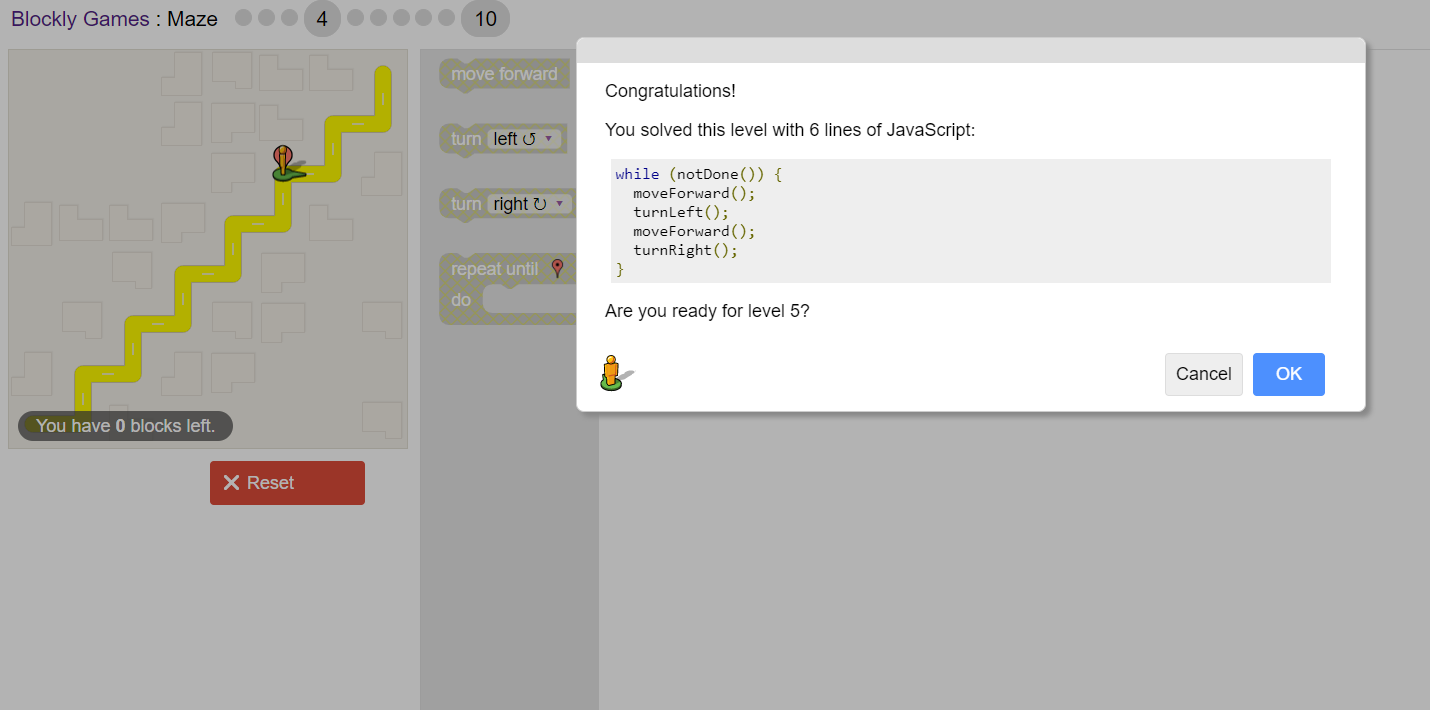 Blockly Games : Maze 4 10
move forward
turn left ↺ ▼
turn right ↻ ▼
repeat until
do
You have 0 blocks left.
Reset
Congratulations!
You solved this level with 6 lines of JavaScript:
while (notDone()) {
  moveForward();
  turnLeft();
  moveForward();
  turnRight();
}
Are you ready for level 5?
Cancel OK